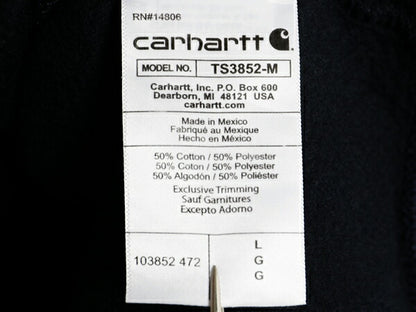 RN#14806
carhartt
MODEL NO. TS3852-M
Carhartt, Inc. P.O. Box 600
Dearborn, MI 48121 USA
carhartt.com
Made in Mexico
Fabriqué au Mexique
Hecho en México
50% Cotton / 50% Polyester
50% Coton / 50% Polyester
50% Algodón / 50% Poliéster
Exclusive Trimming
Sauf Garnitures
Excepto Adorno
103852 472
L
G
G